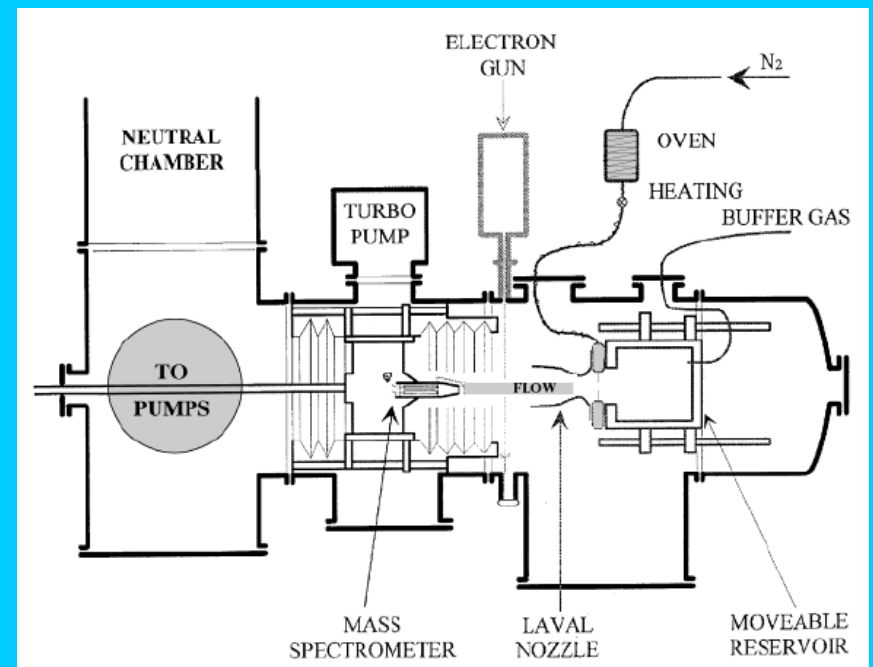 ELECTRON
GUN
N2
NEUTRAL
CHAMBER
OVEN
HEATING
TURBO
PUMP
BUFFER GAS
TO
PUMPS
FLOW
MASS
SPECTROMETER
LAVAL
NOZZLE
MOVEABLE
RESERVOIR